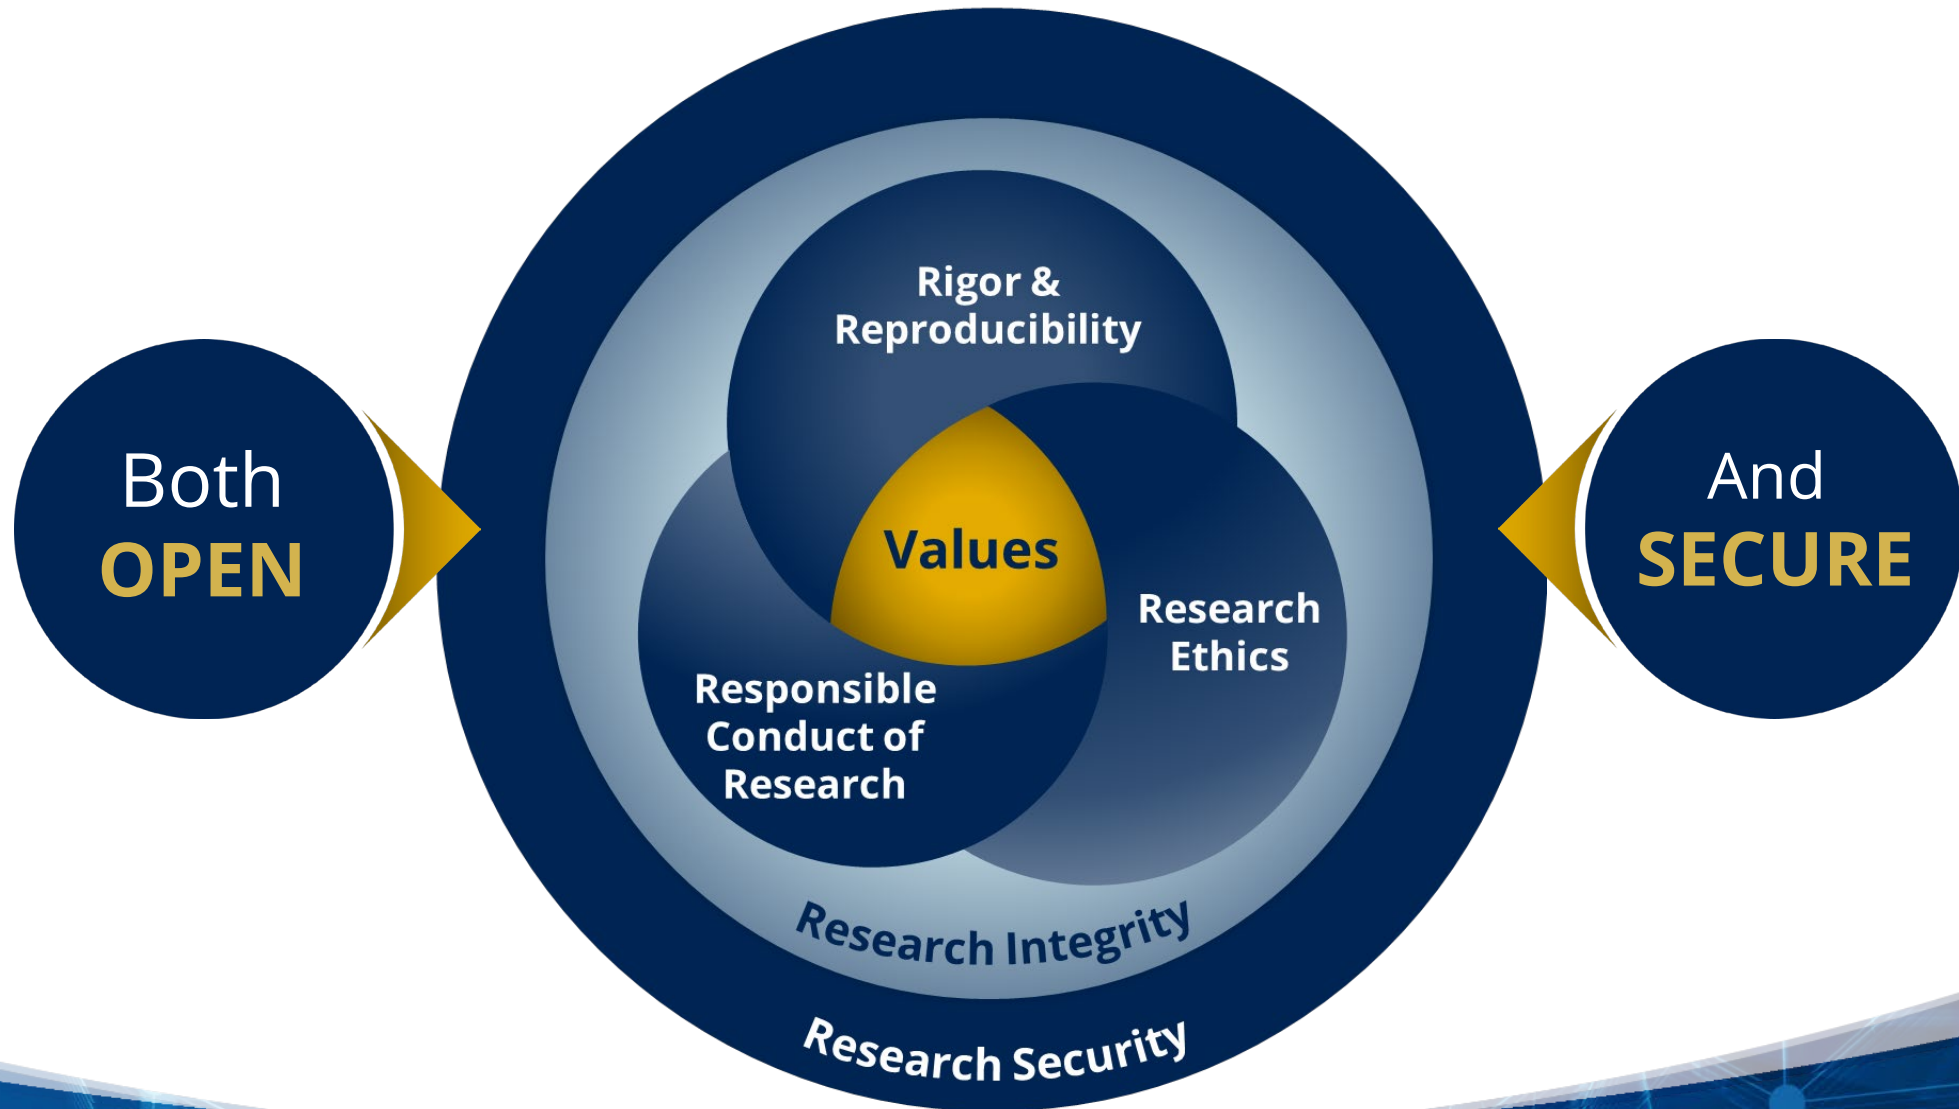 Both
OPEN
Rigor &
Reproducibility
Values
Research
Ethics
Responsible
Conduct of
Research
Research Integrity
Research Security
And
SECURE